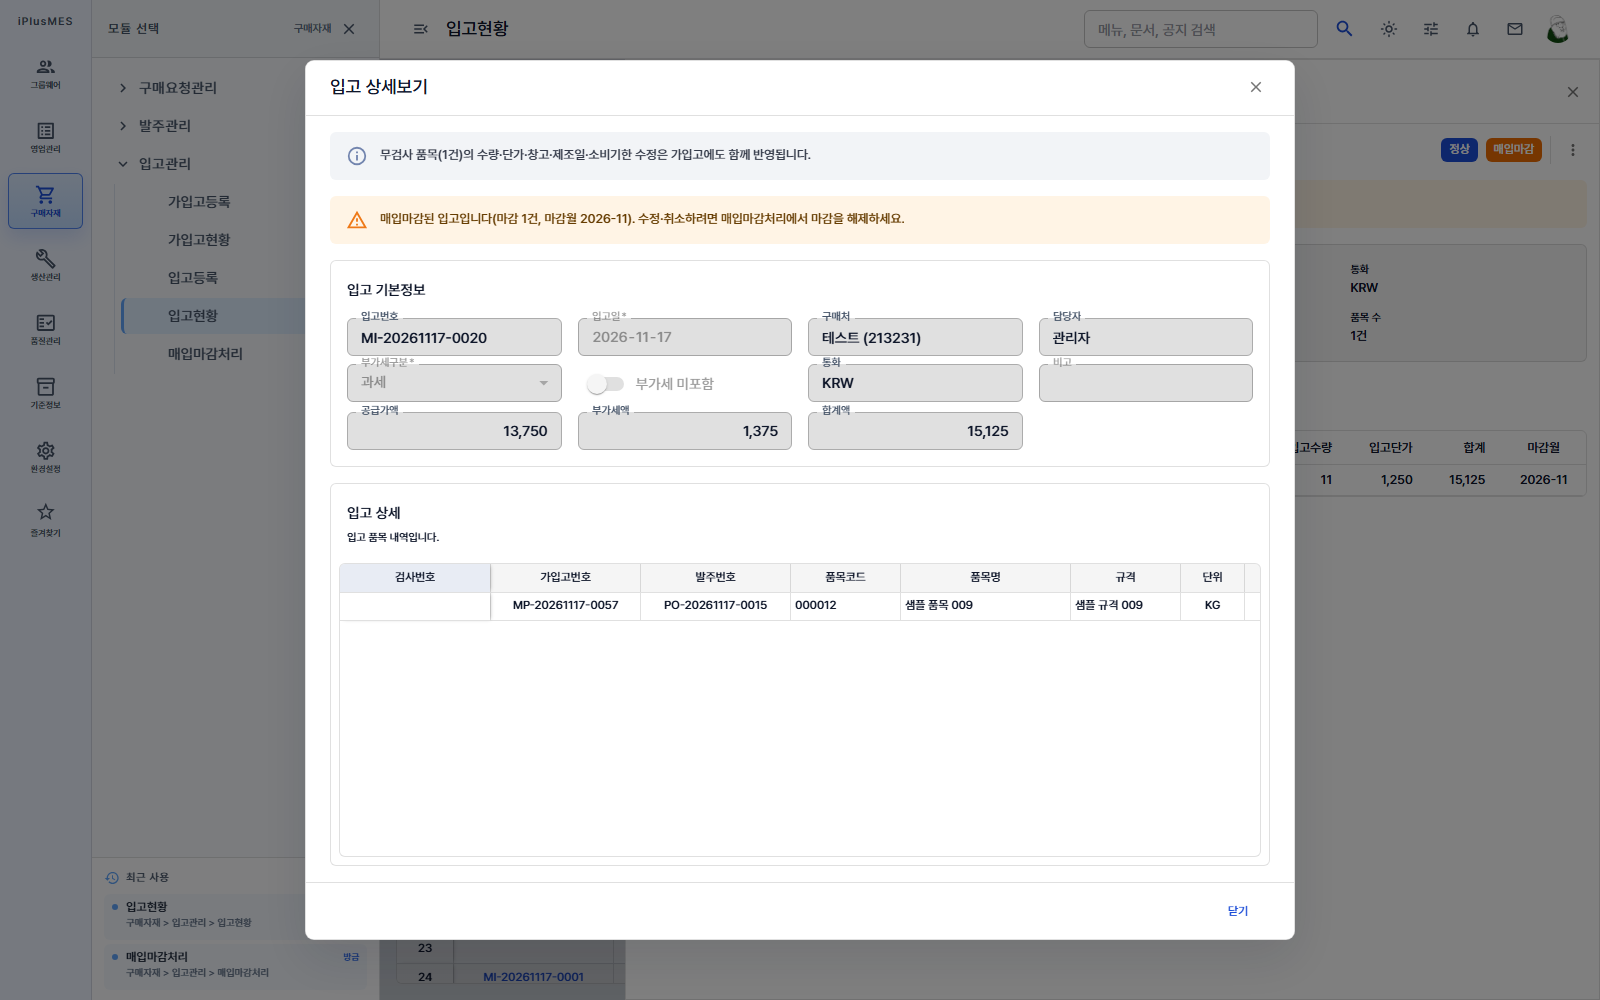 iPlusMES
그룹웨어
영업관리
구매자재
생산관리
품질관리
기준정보
환경설정
즐겨찾기
모듈 선택
구매자재
구매요청관리
발주관리
입고관리
가입고등록
가입고현황
입고등록
입고현황
매입마감처리
최근 사용
입고현황
구매자재 > 입고관리 > 입고현황
매입마감처리
방금
구매자재 > 입고관리 > 매입마감처리
입고현황
메뉴, 문서, 공지 검색
정상
매입마감
통화
KRW
품목 수
1건
입고수량 입고단가 합계 마감월
11 1,250 15,125 2026-11
23
24 MI-20261117-0001
입고 상세보기
무검사 품목(1건)의 수량·단가·창고·제조일·소비기한 수정은 가입고에도 함께 반영됩니다.
매입마감된 입고입니다(마감 1건, 마감월 2026-11). 수정·취소하려면 매입마감처리에서 마감을 해제하세요.
입고 기본정보
입고번호
MI-20261117-0020
입고일 *
2026-11-17
구매처
테스트 (213231)
담당자
관리자
부가세구분 *
과세
부가세 미포함
통화
KRW
비고
공급가액
13,750
부가세액
1,375
합계액
15,125
입고 상세
입고 품목 내역입니다.
검사번호 가입고번호 발주번호 품목코드 품목명 규격 단위
MP-20261117-0057 PO-20261117-0015 000012 샘플 품목 009 샘플 규격 009 KG
닫기